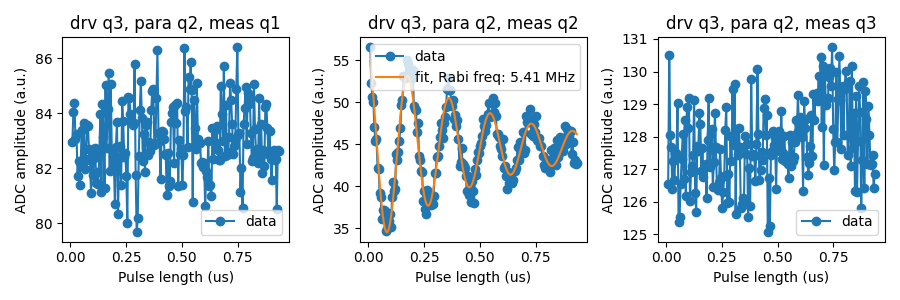 drv q3, para q2, meas q1
ADC amplitude (a.u.)
86
84
82
80
data
0.00 0.25 0.50 0.75
Pulse length (us)
drv q3, para q2, meas q2
ADC amplitude (a.u.)
55
50
45
40
35
data
fit, Rabi freq: 5.41 MHz
0.00 0.25 0.50 0.75
Pulse length (us)
drv q3, para q2, meas q3
ADC amplitude (a.u.)
131
130
129
128
127
126
125
data
0.00 0.25 0.50 0.75
Pulse length (us)